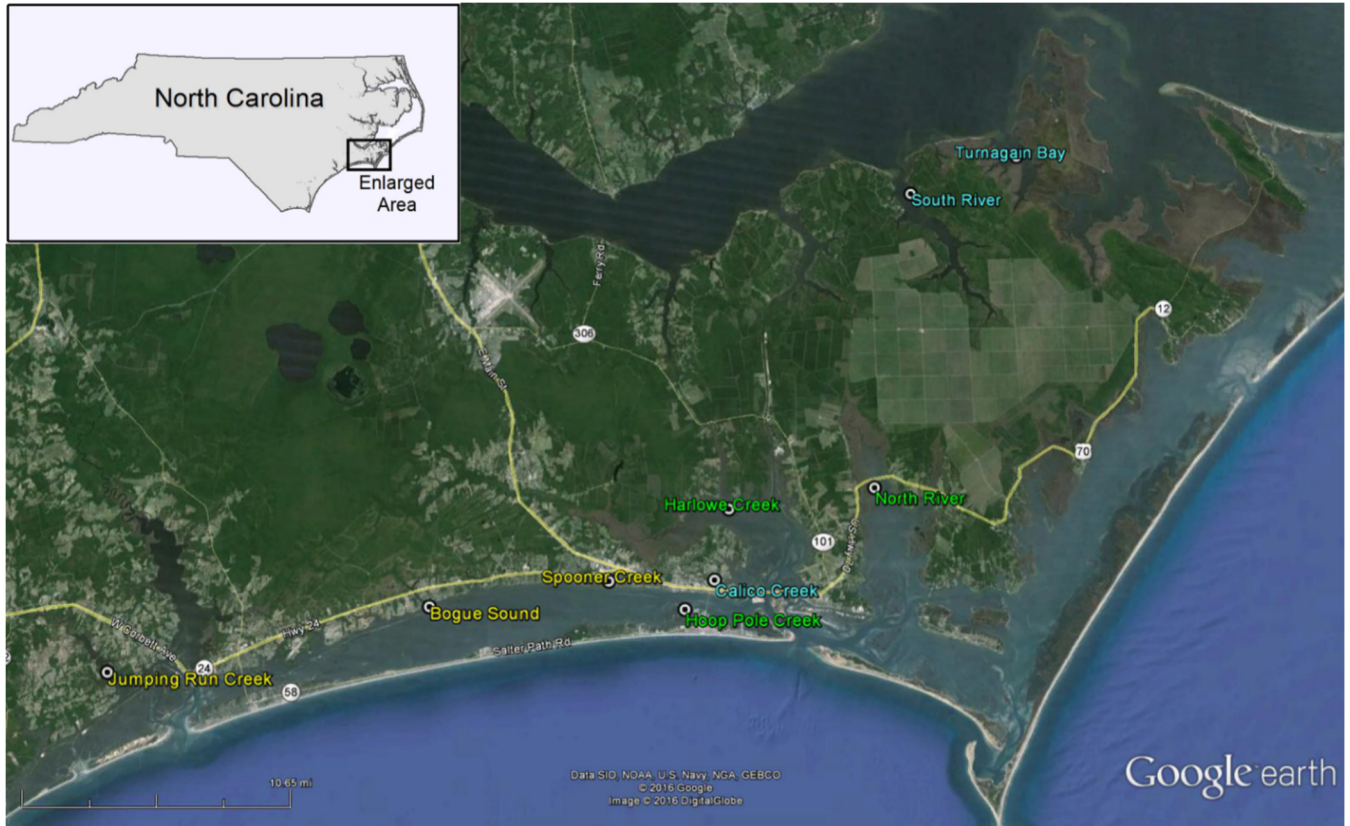 North Carolina
Enlarged
Area
Turnagain Bay
South River
Ferry Rd
12
306
E Main St
70
Harlowe Creek
North River
101
Spooner Creek
Calico Creek
Bogue Sound
Hoop Pole Creek
Hwy 24
W Corbett Ave
Salter Path Rd
24
Jumping Run Creek
58
10.65 mi
Data SIO, NOAA, U.S. Navy, NGA, GEBCO
© 2016 Google
Image © 2016 DigitalGlobe
Google earth